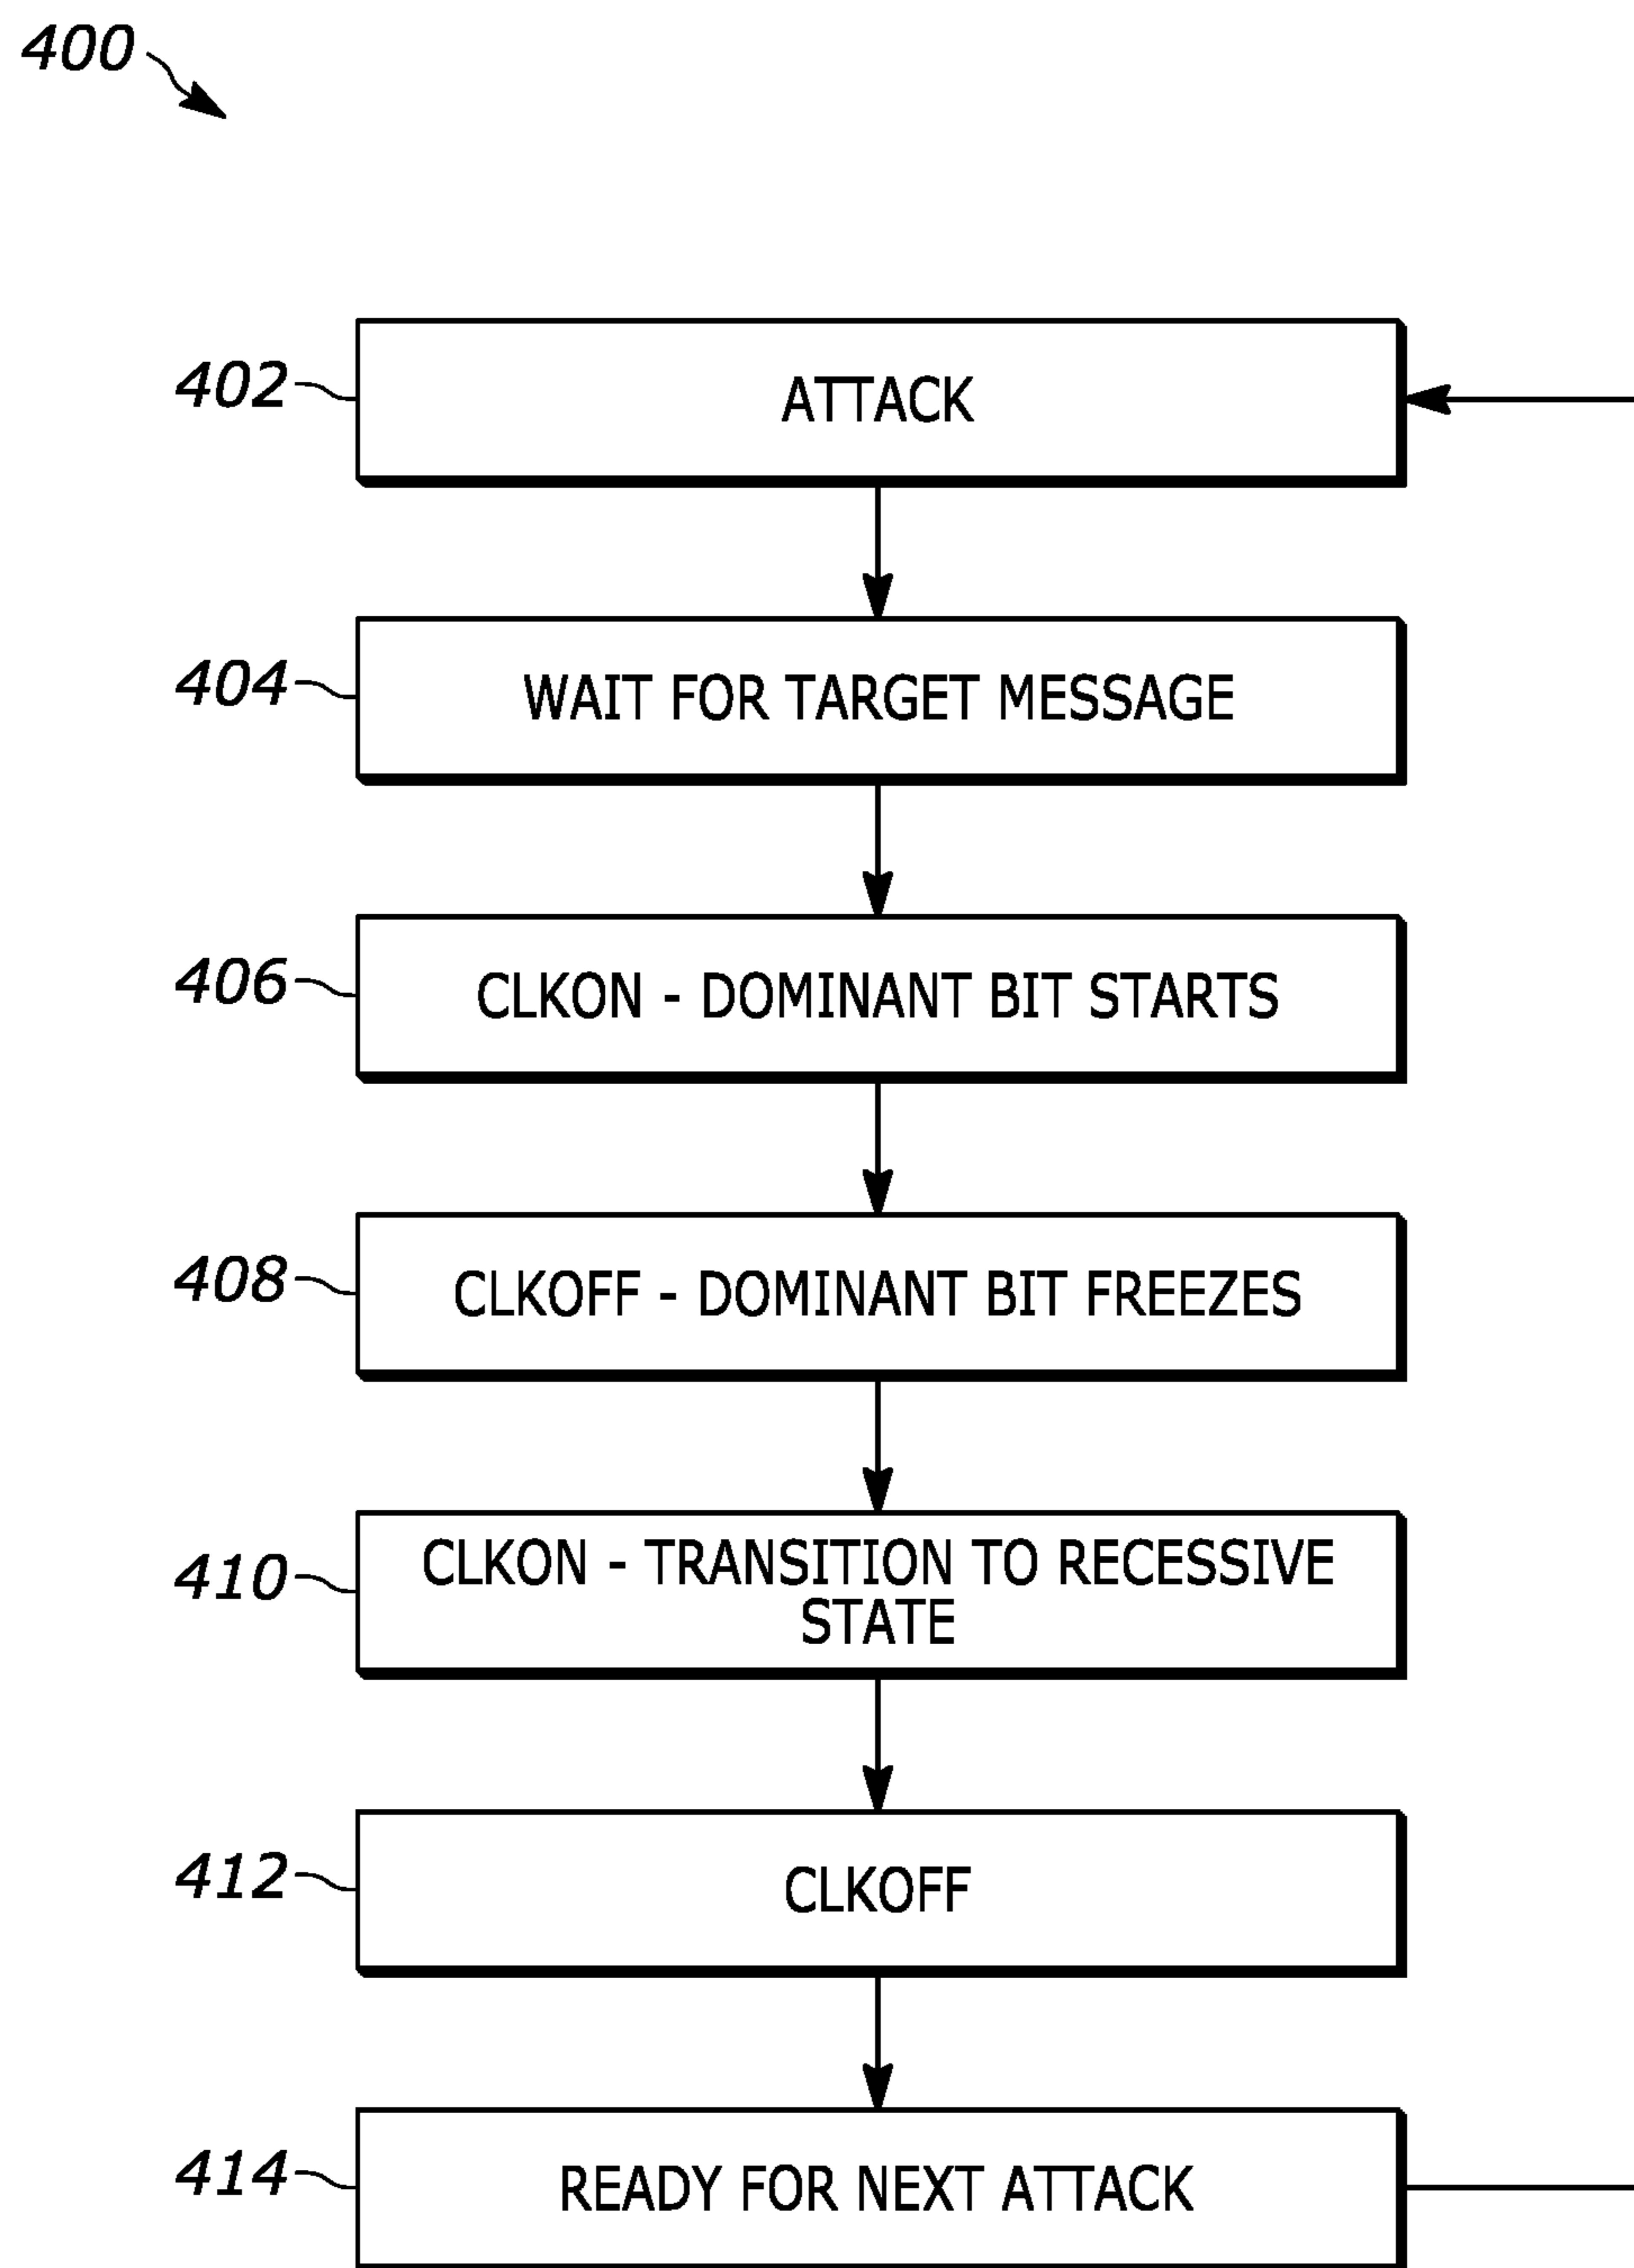 400
402
ATTACK
404
WAIT FOR TARGET MESSAGE
406
CLKON - DOMINANT BIT STARTS
408
CLKOFF - DOMINANT BIT FREEZES
410
CLKON - TRANSITION TO RECESSIVE
STATE
412
CLKOFF
414
READY FOR NEXT ATTACK